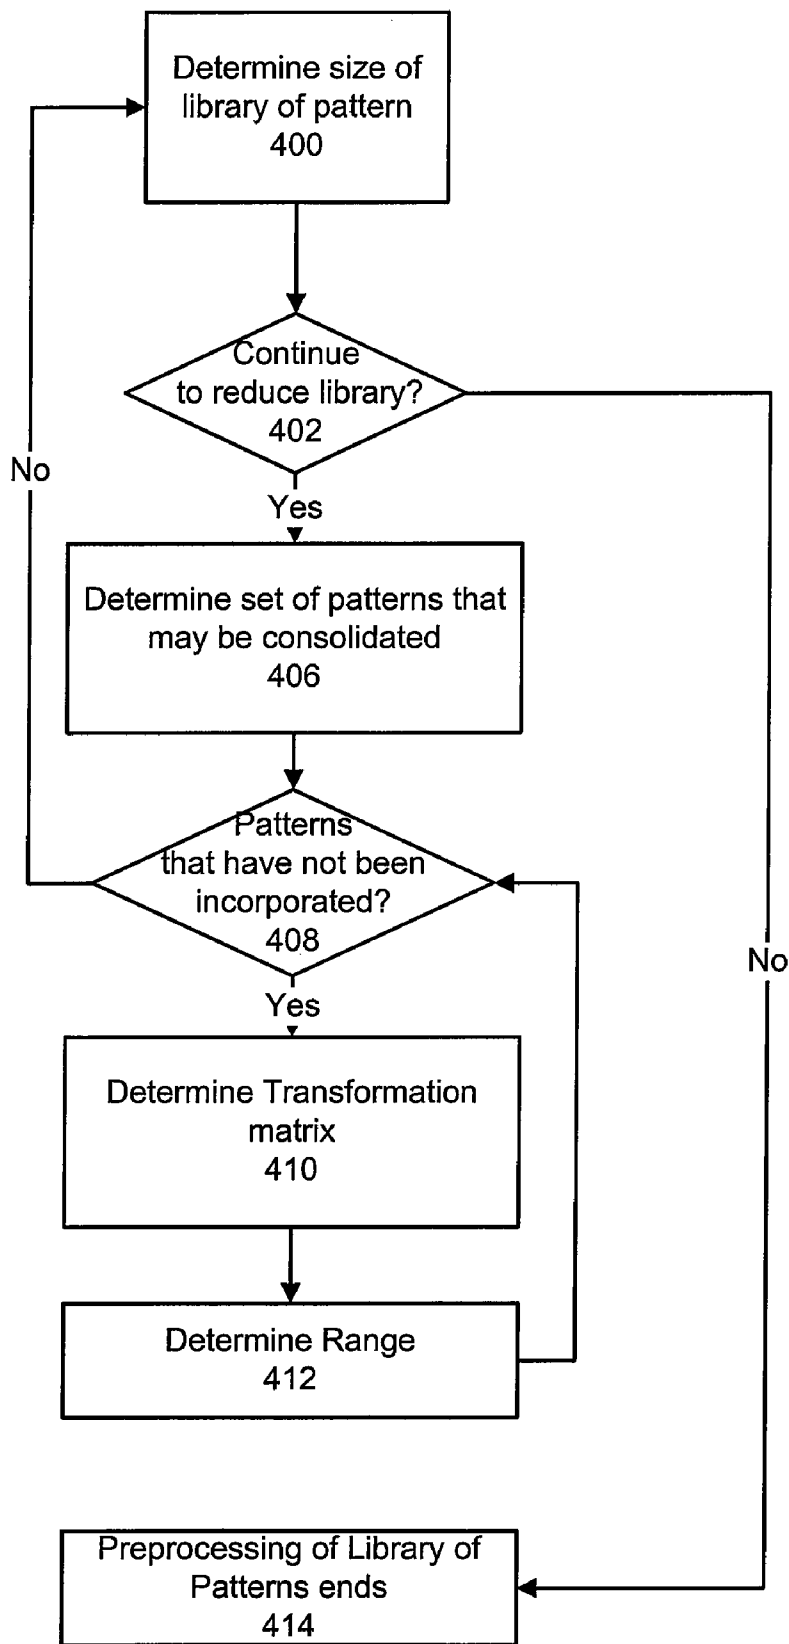 Determine size of
library of pattern
400
Continue
to reduce library?
402
No
Yes
Determine set of patterns that
may be consolidated
406
Patterns
that have not been
incorporated?
408
No
Yes
Determine Transformation
matrix
410
Determine Range
412
Preprocessing of Library of
Patterns ends
414